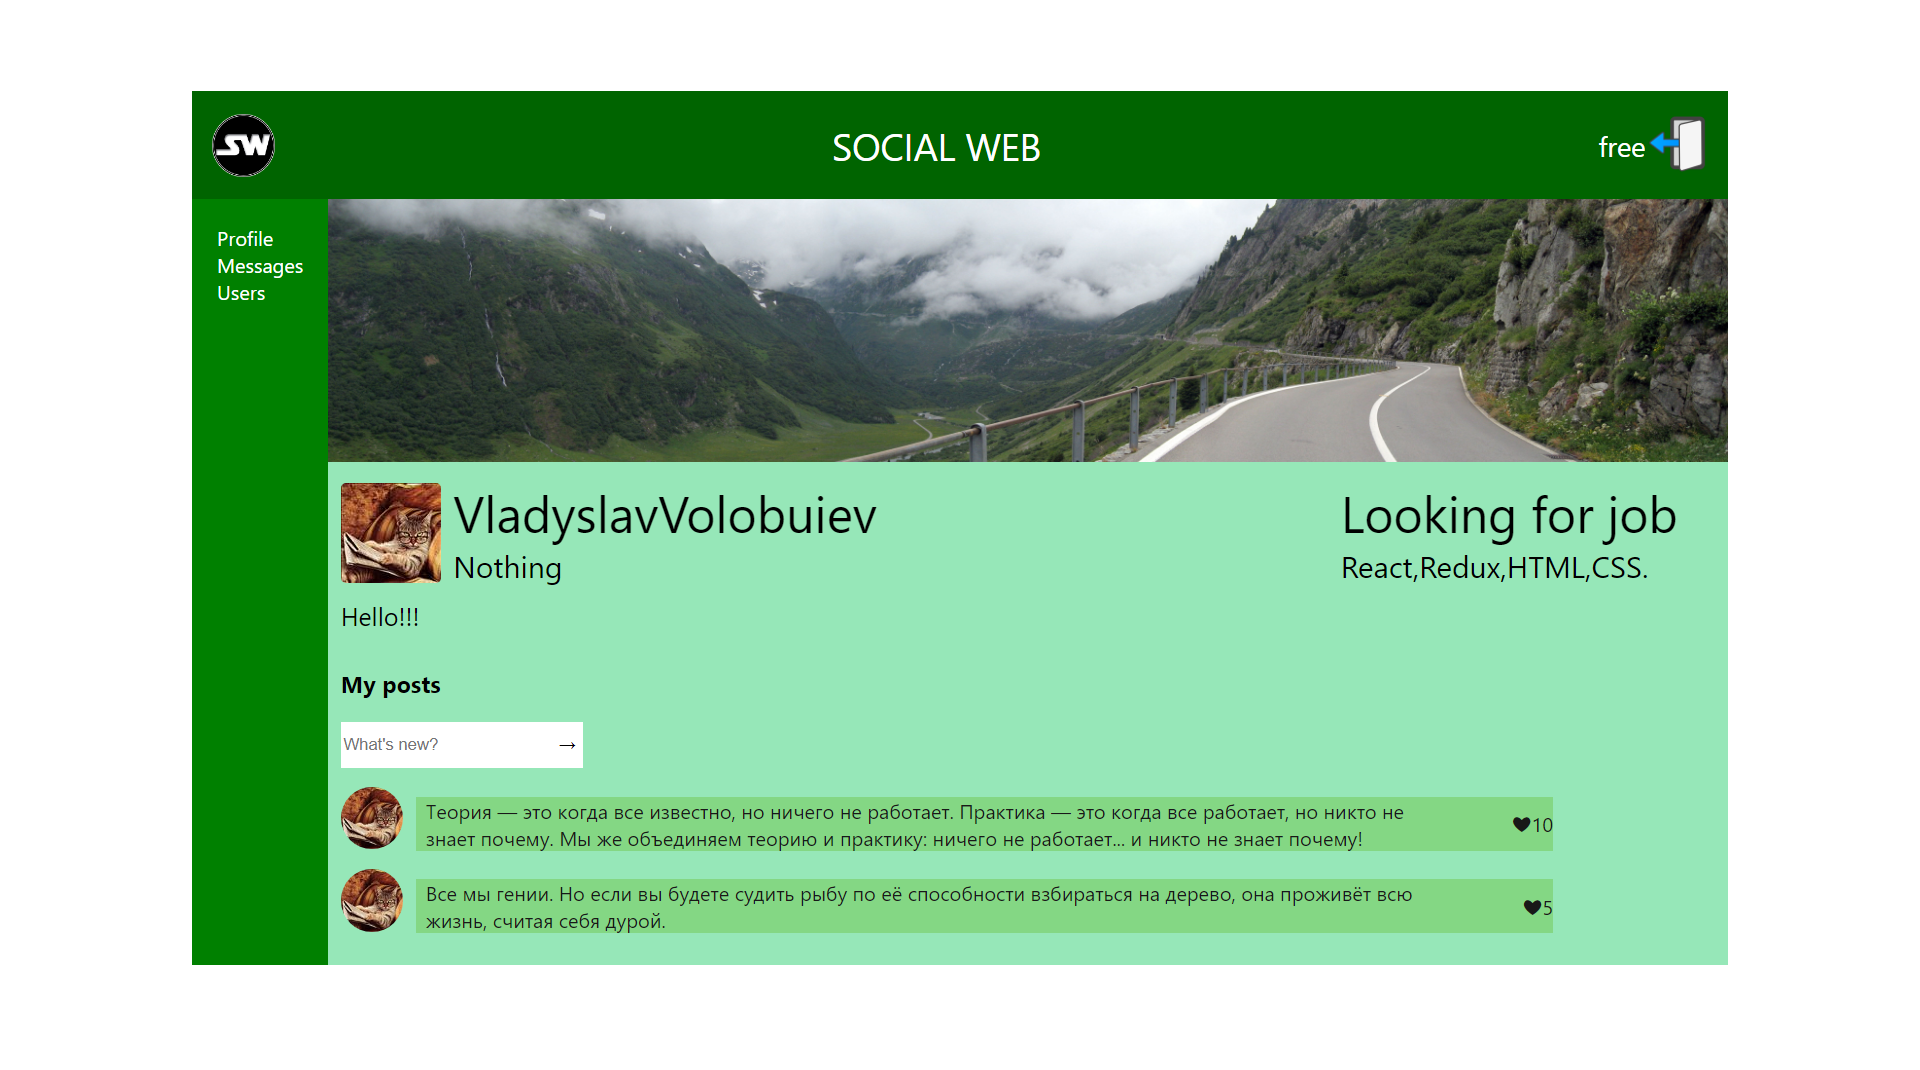 SW
SOCIAL WEB
free
Profile
Messages
Users
VladyslavVolobuiev
Nothing
Looking for job
React,Redux,HTML,CSS.
Hello!!!
My posts
What's new? →
Теория — это когда все известно, но ничего не работает. Практика — это когда все работает, но никто не
знает почему. Мы же объединяем теорию и практику: ничего не работает... и никто не знает почему!
10
Все мы гении. Но если вы будете судить рыбу по её способности взбираться на дерево, она проживёт всю
жизнь, считая себя дурой.
5